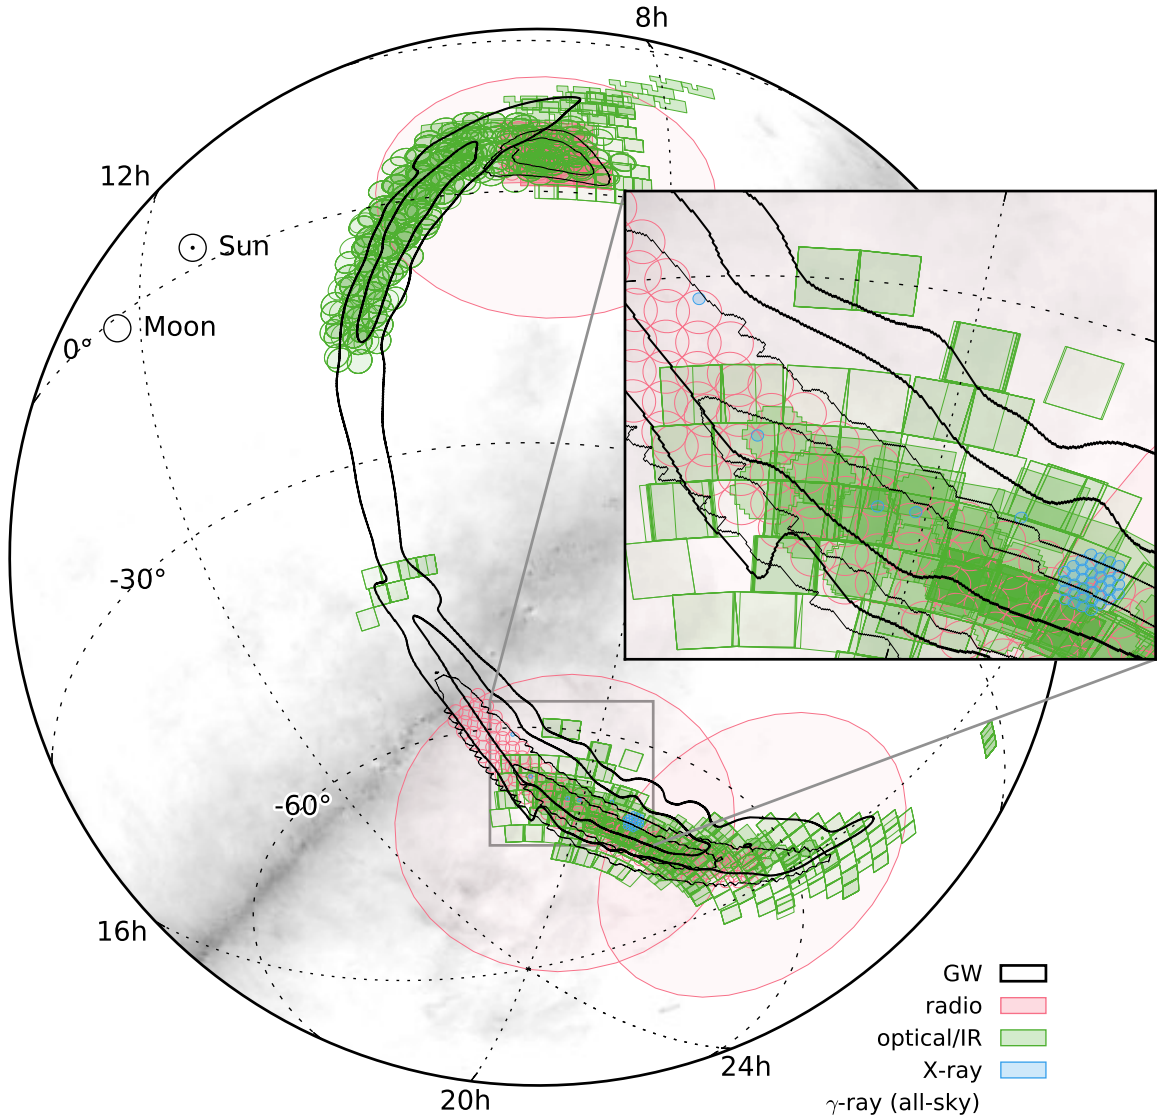 8h
12h
Sun
Moon
0°
-30°
-60°
16h
GW
radio
optical/IR
X-ray
24h
20h
γ-ray (all-sky)